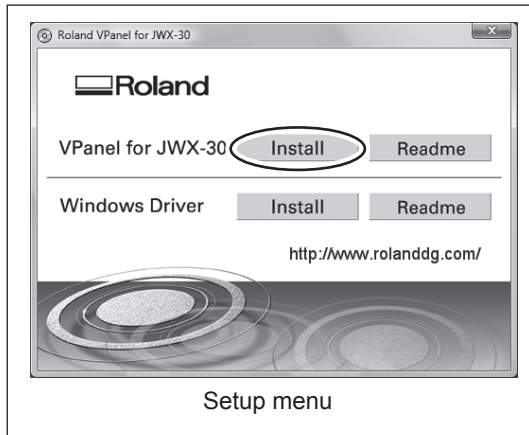 Roland VPanel for JWX-30
Roland
VPanel for JWX-30 Install Readme
Windows Driver Install Readme
http://www.rolanddg.com/
Setup menu